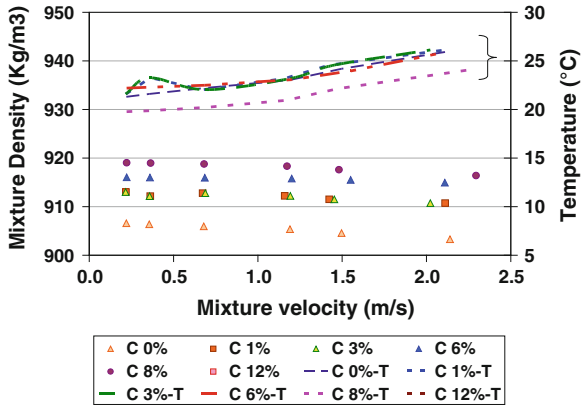 Mixture Density (Kg/m3)
950
940
930
920
910
900
Temperature (°C)
30
25
20
15
10
5
0.0 0.5 1.0 1.5 2.0 2.5
Mixture velocity (m/s)
C 0% C 1% C 3% C 6%
C 8% C 12% C 0%-T C 1%-T
C 3%-T C 6%-T C 8%-T C 12%-T